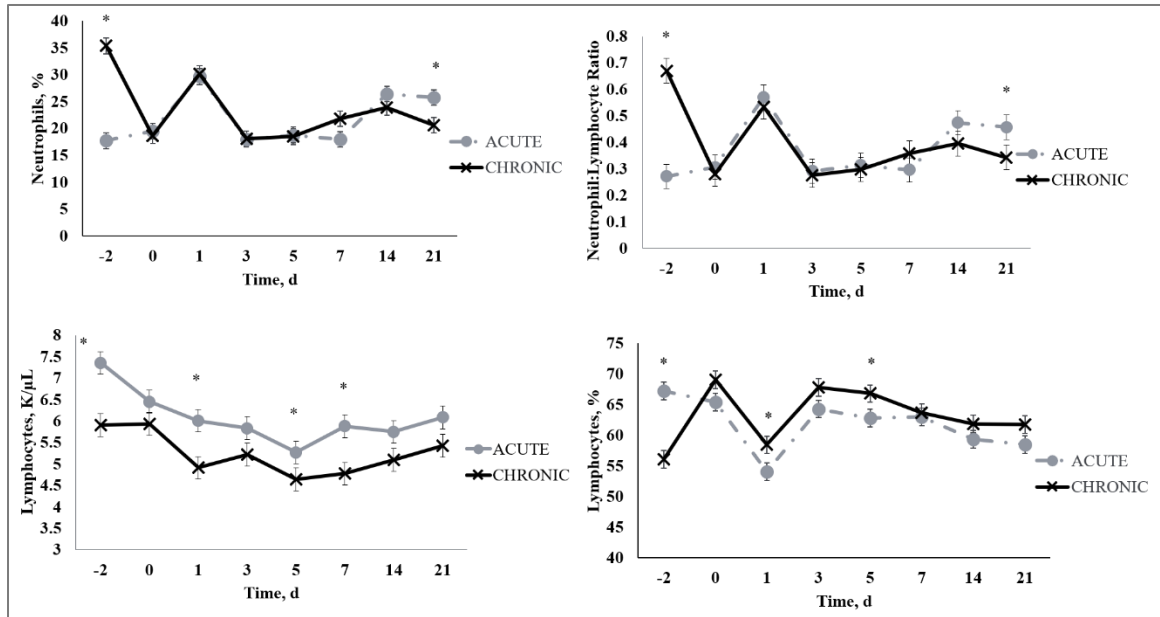 Neutrophils, %
40
35
30
25
20
15
10
5
0
*
*
ACUTE
CHRONIC
-2 0 1 3 5 7 14 21
Time, d
Neutrophil:Lymphocyte Ratio
0.8
0.7
0.6
0.5
0.4
0.3
0.2
0.1
0
*
*
ACUTE
CHRONIC
-2 0 1 3 5 7 14 21
Time, d
Lymphocytes, K/µL
8
7.5
7
6.5
6
5.5
5
4.5
4
3.5
3
*
*
*
*
ACUTE
CHRONIC
-2 0 1 3 5 7 14 21
Time, d
Lymphocytes, %
75
70
65
60
55
50
45
40
*
*
*
ACUTE
CHRONIC
-2 0 1 3 5 7 14 21
Time, d